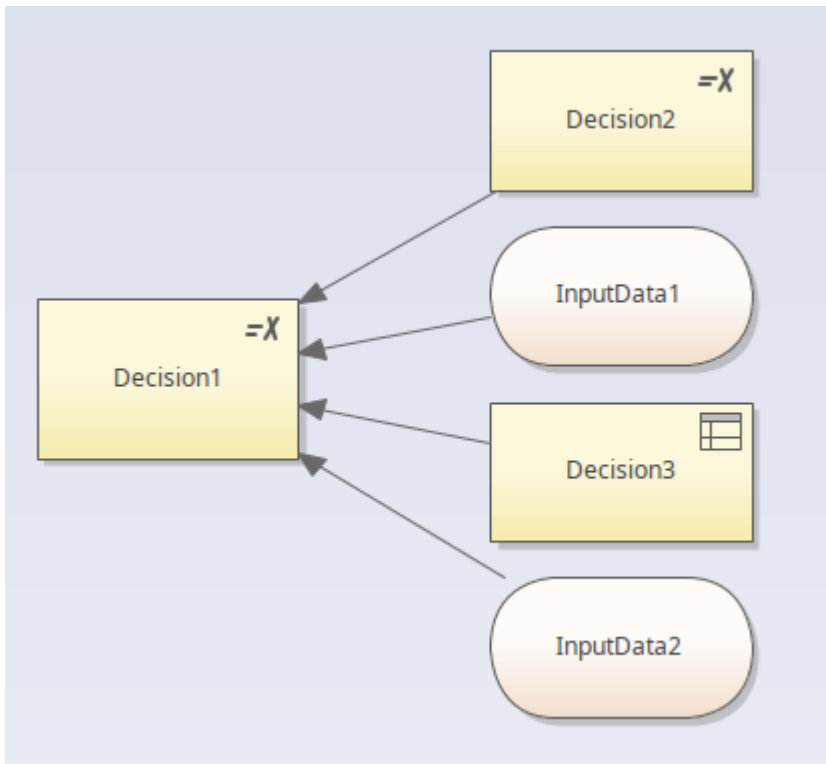 =X
Decision2
InputData1
=X
Decision1
Decision3
InputData2